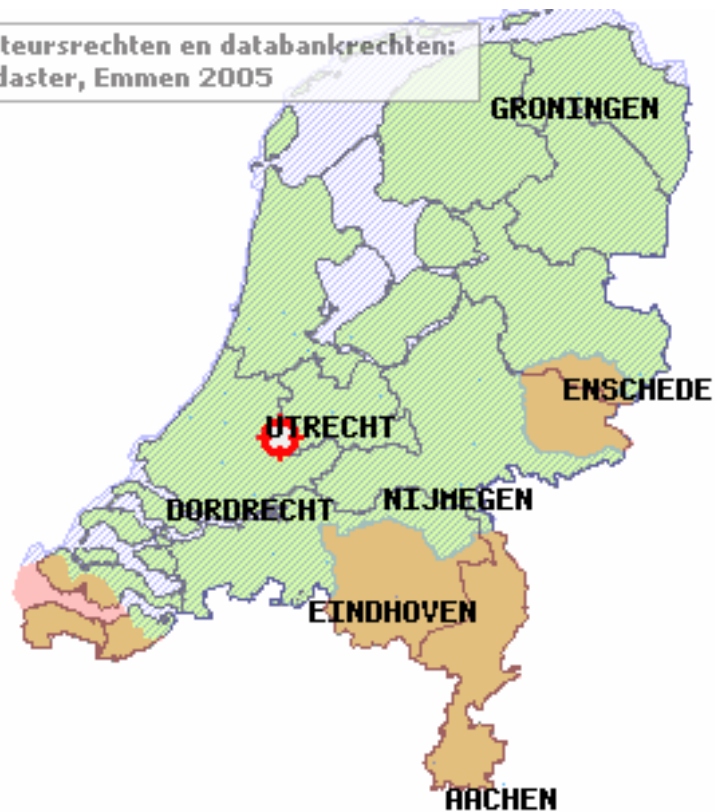 teursrechten en databankrechten:
daster, Emmen 2005
GRONINGEN
ENSCHEDE
UTRECHT
NIJMEGEN
DORDRECHT
EINDHOVEN
AACHEN